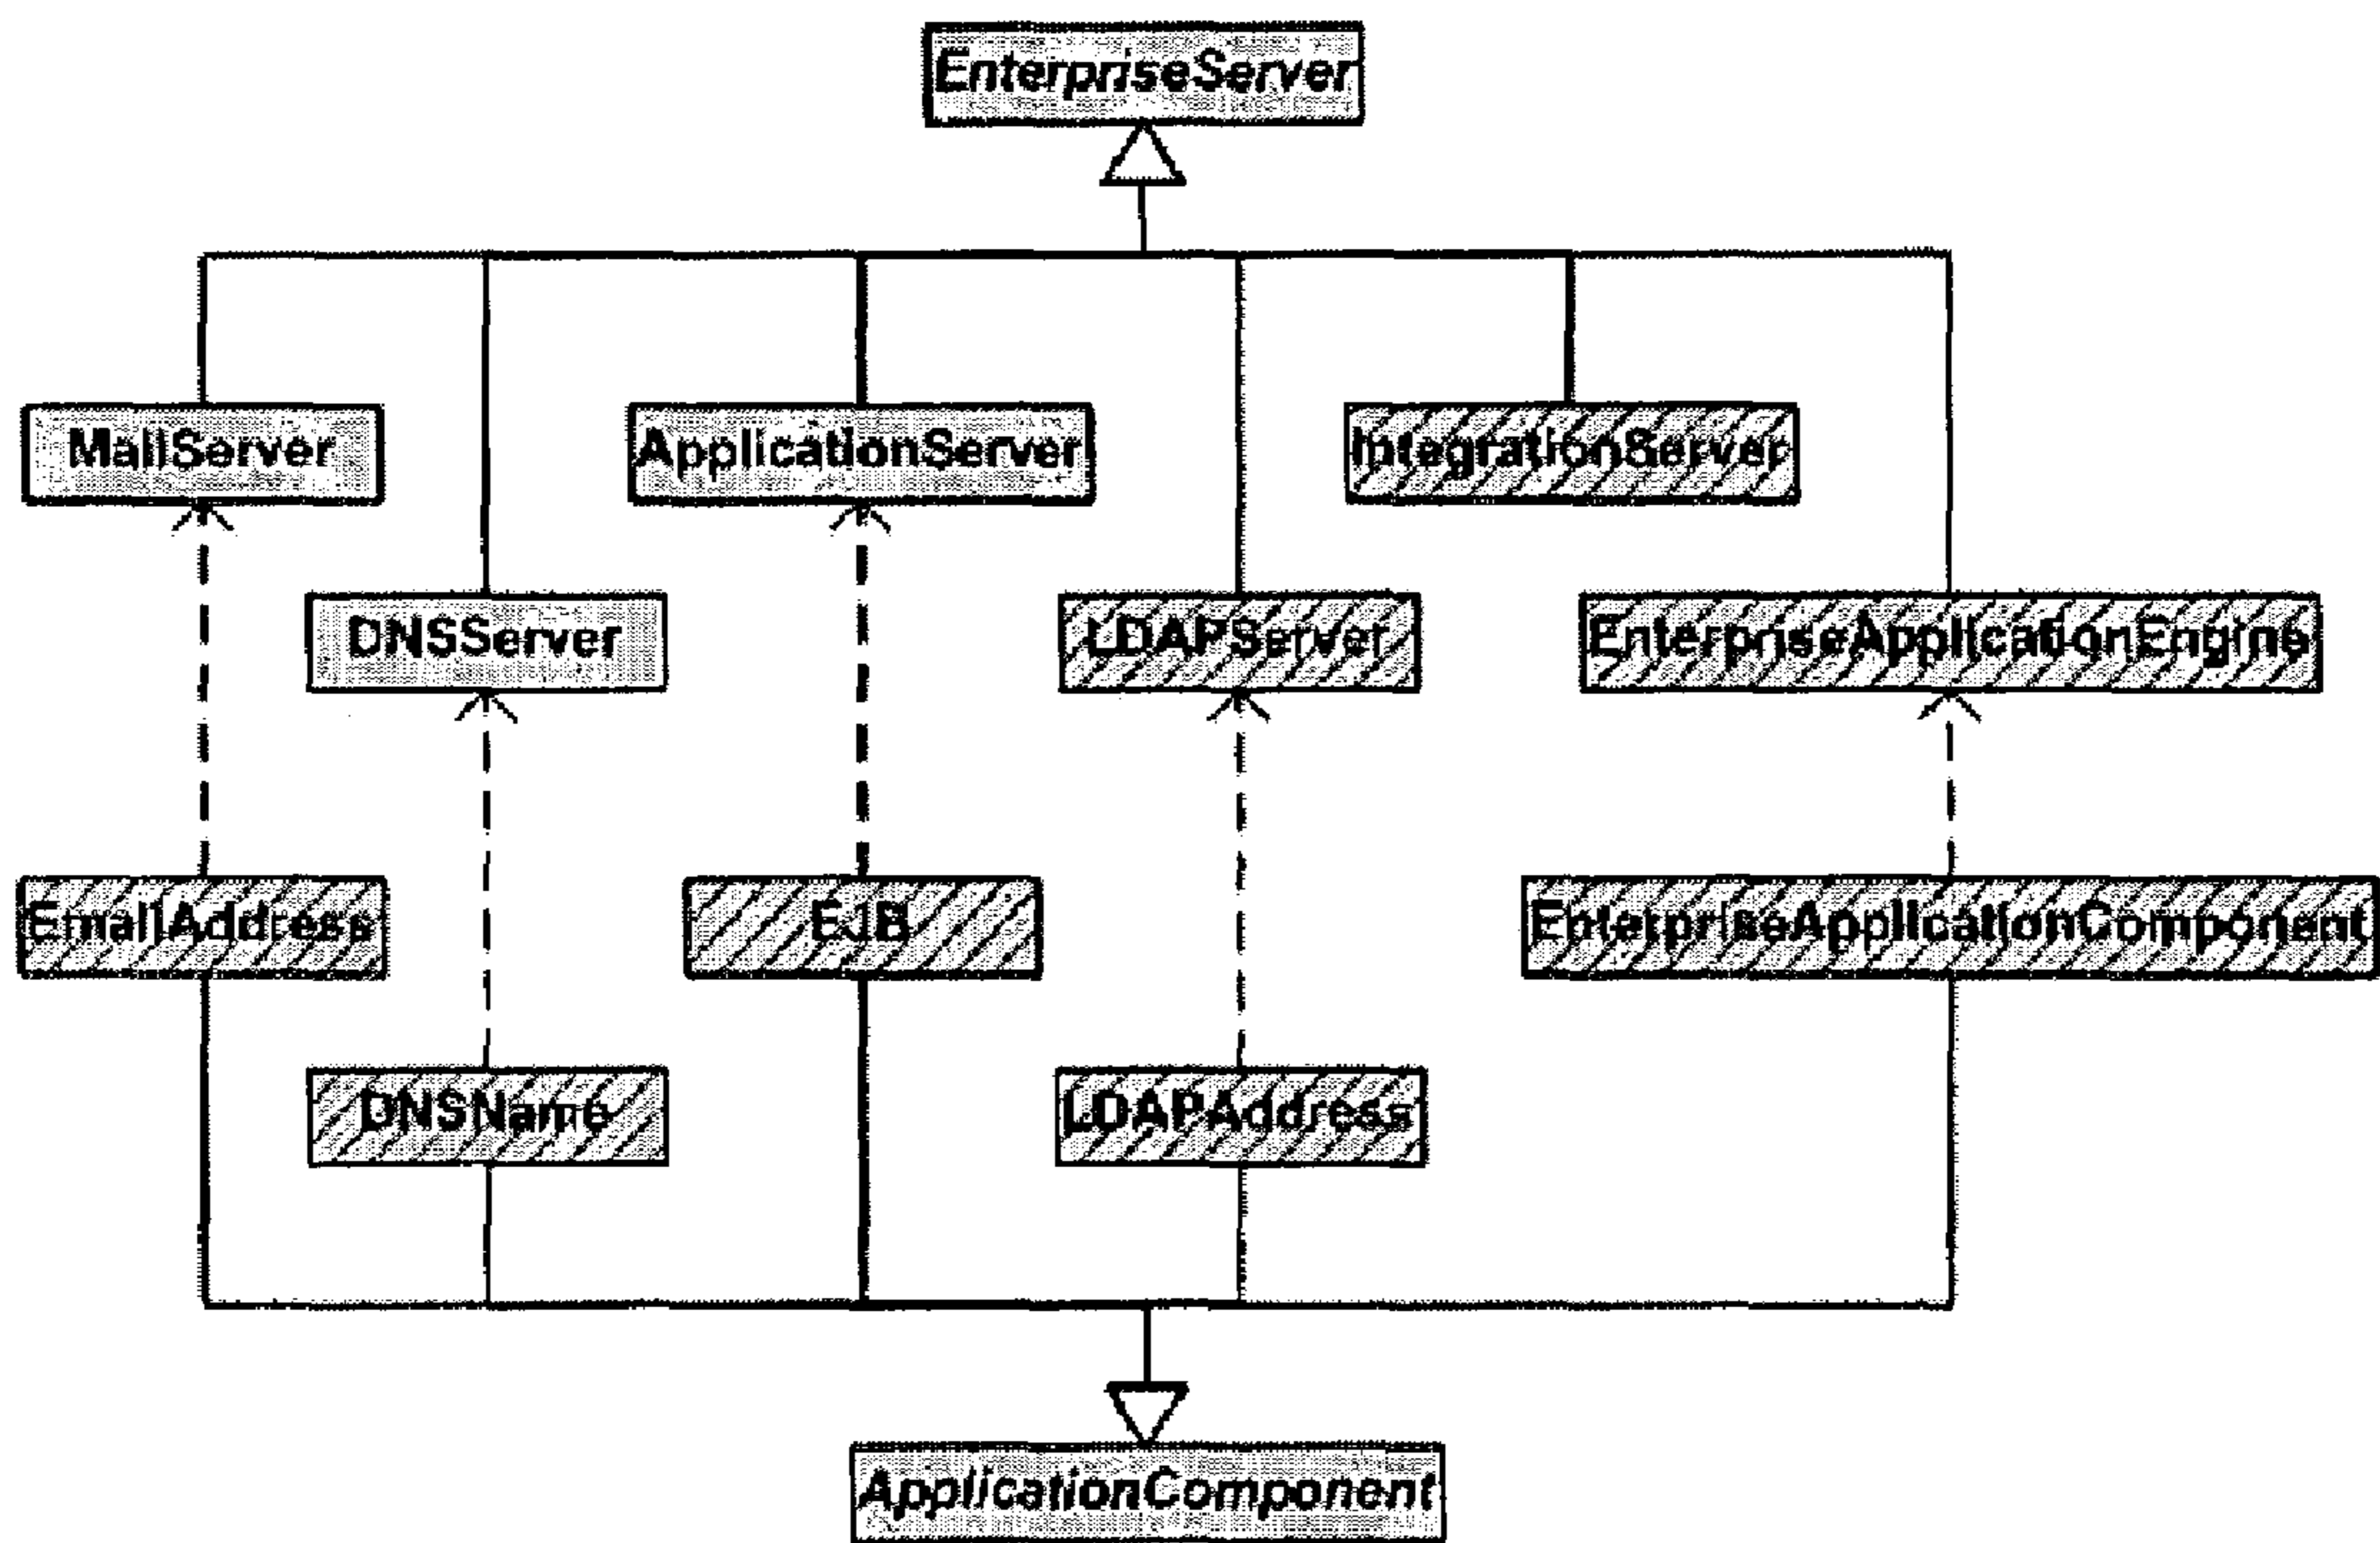 EnterpriseServer
MailServer
ApplicationServer
IntegrationServer
DNSServer
LDAPServer
EnterpriseApplicationEngine
EmailAddress
EJB
EnterpriseApplicationComponent
DNSName
LDAPAddress
ApplicationComponent